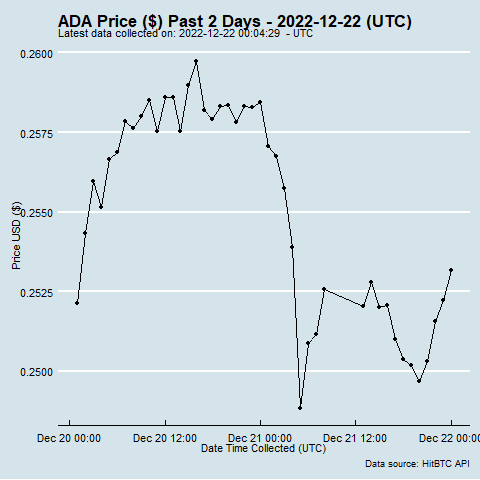 ADA Price ($) Past 2 Days - 2022-12-22 (UTC)
Latest data collected on: 2022-12-22 00:04:29 - UTC
0.2600
0.2575
0.2550
0.2525
0.2500
Price USD ($)
Dec 20 00:00 Dec 20 12:00 Dec 21 00:00 Dec 21 12:00 Dec 22 00:00
Date Time Collected (UTC)
Data source: HitBTC API